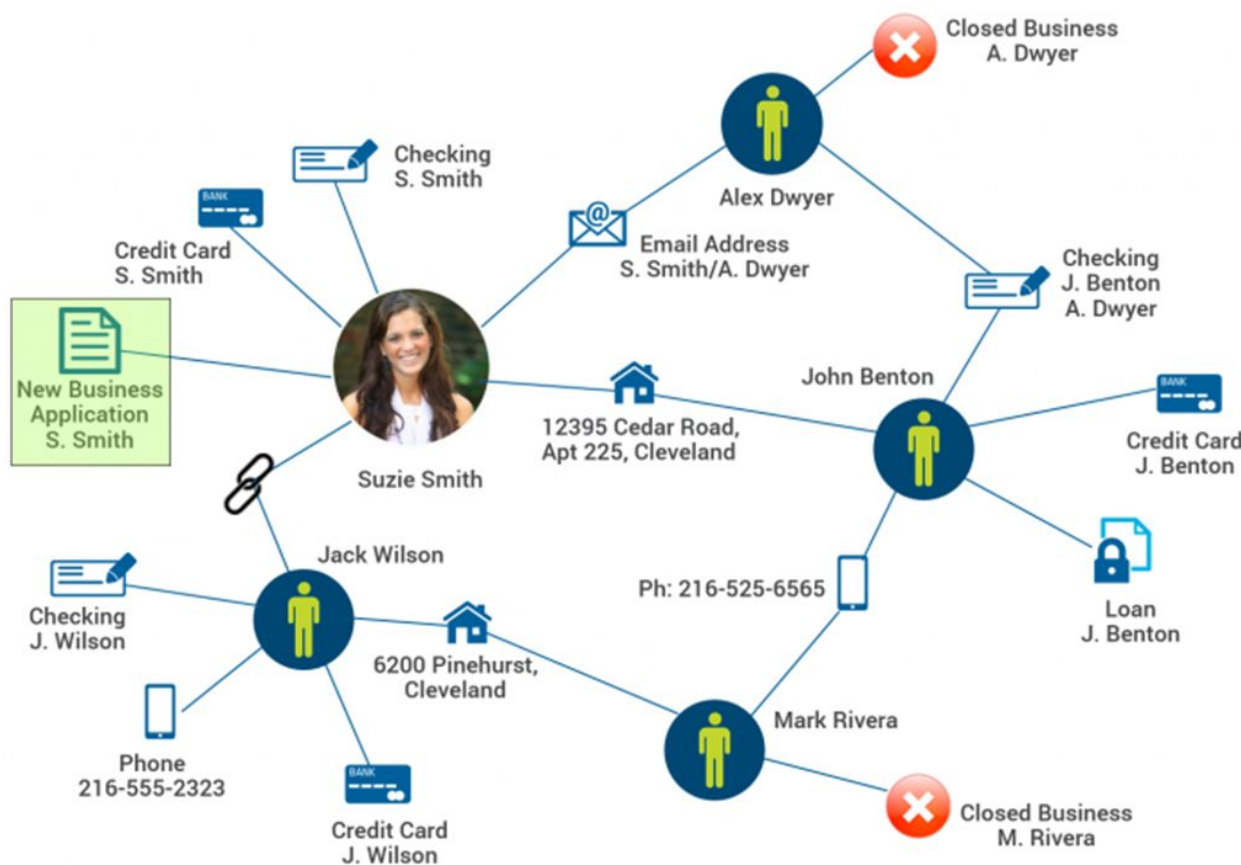 Closed Business
A. Dwyer
Checking
S. Smith
BANK
Credit Card
S. Smith
Alex Dwyer
@
Email Address
S. Smith/A. Dwyer
Checking
J. Benton
A. Dwyer
New Business
Application
S. Smith
Suzie Smith
12395 Cedar Road,
Apt 225, Cleveland
John Benton
BANK
Credit Card
J. Benton
Jack Wilson
Checking
J. Wilson
Ph: 216-525-6565
Loan
J. Benton
6200 Pinehurst,
Cleveland
Phone
216-555-2323
Mark Rivera
BANK
Credit Card
J. Wilson
Closed Business
M. Rivera